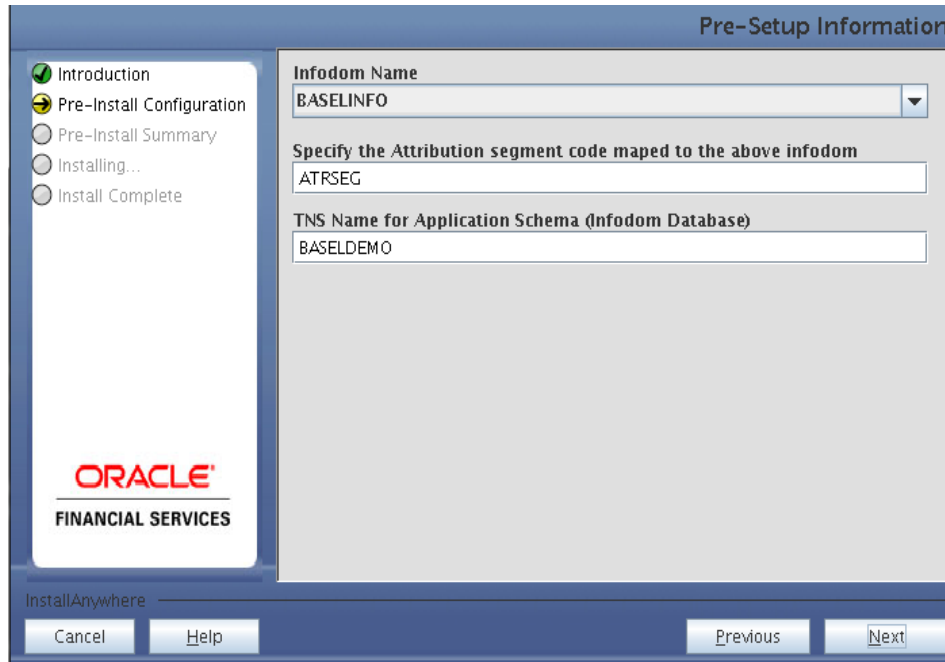 Pre-Setup Information
Introduction
Pre-Install Configuration
Pre-Install Summary
Installing...
Install Complete
Infodom Name
BASELINFO
Specify the Attribution segment code maped to the above infodom
ATRSEG
TNS Name for Application Schema (Infodom Database)
BASELDEMO
ORACLE
FINANCIAL SERVICES
InstallAnywhere
Cancel
Help
Previous
Next